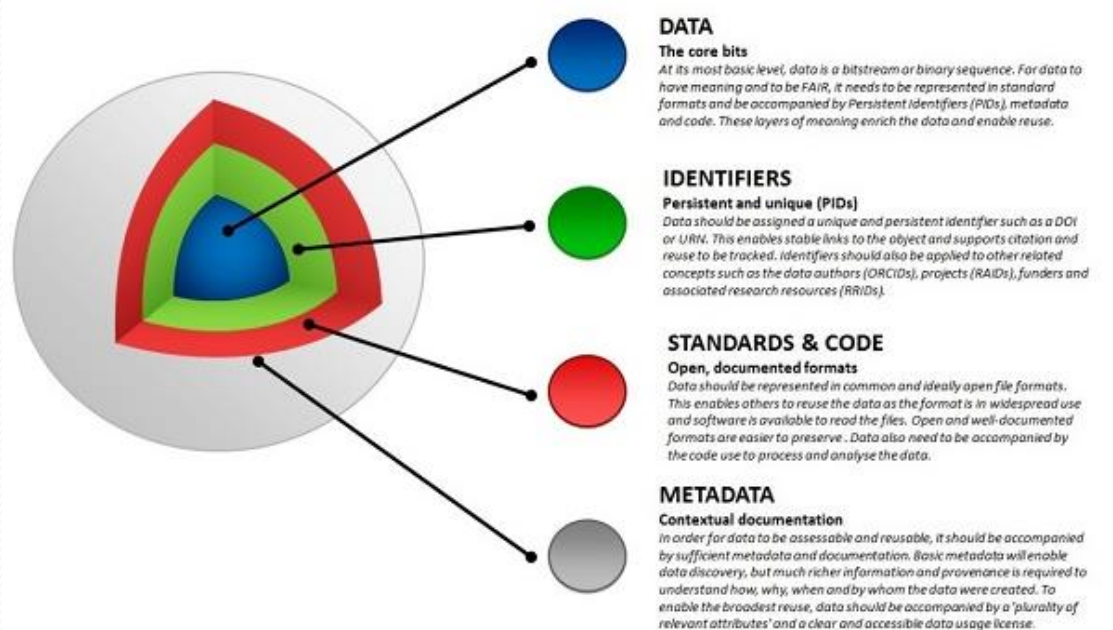 DATA
The core bits
At its most basic level, data is a bitstream or binary sequence. For data to
have meaning and to be FAIR, it needs to be represented in standard
formats and be accompanied by Persistent Identifiers (PIDs), metadata
and code. These layers of meaning enrich the data and enable reuse.
IDENTIFIERS
Persistent and unique (PIDs)
Data should be assigned a unique and persistent identifier such as a DOI
or URN. This enables stable links to the object and supports citation and
reuse to be tracked. Identifiers should also be applied to other related
concepts such as the data authors (ORCIDs), projects (RAIDs), funders and
associated research resources (RRIDs).
STANDARDS & CODE
Open, documented formats
Data should be represented in common and ideally open file formats.
This enables others to reuse the data as the format is in widespread use
and software is available to read the files. Open and well-documented
formats are easier to preserve . Data also need to be accompanied by
the code use to process and analyse the data.
METADATA
Contextual documentation
In order for data to be assessable and reusable, it should be accompanied
by sufficient metadata and documentation. Basic metadata will enable
data discovery, but much richer information and provenance is required to
understand how, why, when and by whom the data were created. To
enable the broadest reuse, data should be accompanied by a 'plurality of
relevant attributes' and a clear and accessible data usage license.